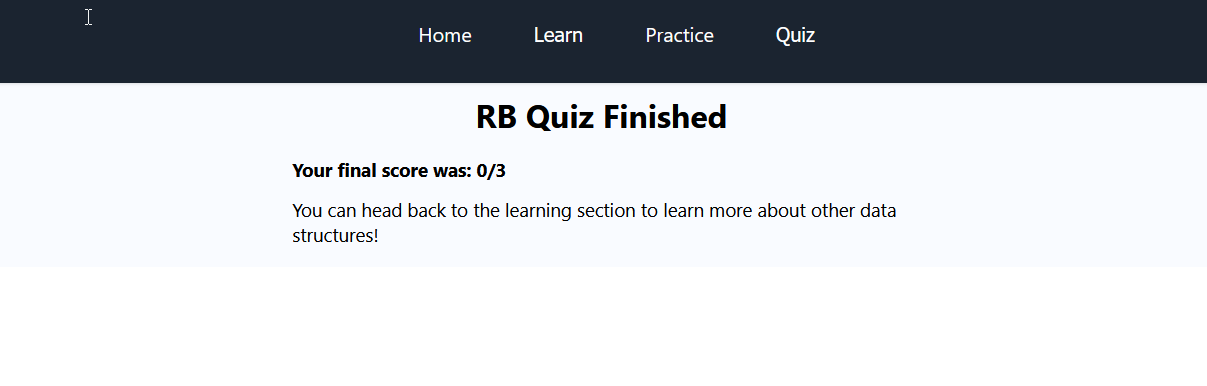 Home Learn Practice Quiz
RB Quiz Finished
Your final score was: 0/3
You can head back to the learning section to learn more about other data
structures!